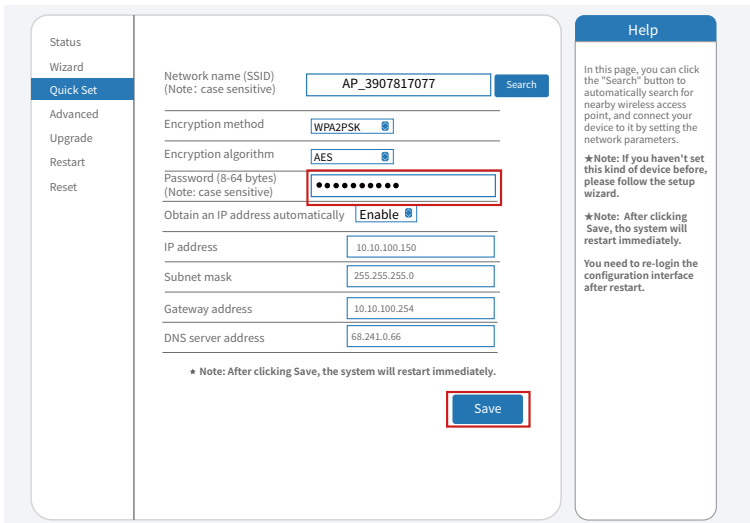 Status
Wizard
Quick Set
Advanced
Upgrade
Restart
Reset
Network name (SSID)
(Note: case sensitive)
AP_3907817077
Search
Encryption method
WPA2PSK
Encryption algorithm
AES
Password (8-64 bytes)
(Note: case sensitive)
●●●●●●●●●●
Obtain an IP address automatically
Enable
IP address
10.10.100.150
Subnet mask
255.255.255.0
Gateway address
10.10.100.254
DNS server address
68.241.0.66
★ Note: After clicking Save, the system will restart immediately.
Save
Help
In this page, you can click
the "Search" button to
automatically search for
nearby wireless access
point, and connect your
device to it by setting the
network parameters.
★Note: If you haven't set
this kind of device before,
please follow the setup
wizard.
★Note: After clicking
Save, tho system will
restart immediately.
You need to re-login the
configuration interface
after restart.